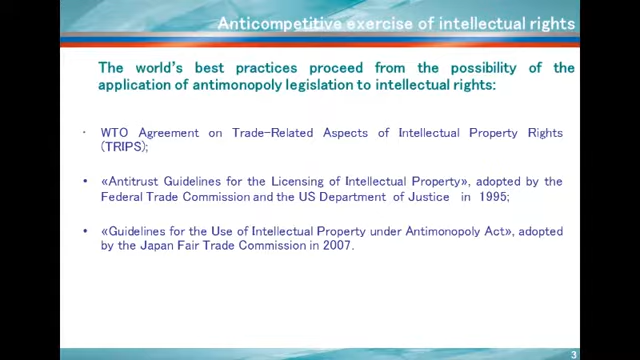 Anticompetitive exercise of intellectual rights
The world's best practices proceed from the possibility of the
application of antimonopoly legislation to intellectual rights:
• WTO Agreement on Trade-Related Aspects of Intellectual Property Rights
(TRIPS);
• «Antitrust Guidelines for the Licensing of Intellectual Property», adopted by the
Federal Trade Commission and the US Department of Justice in 1995;
• «Guidelines for the Use of Intellectual Property under Antimonopoly Act», adopted
by the Japan Fair Trade Commission in 2007.
3